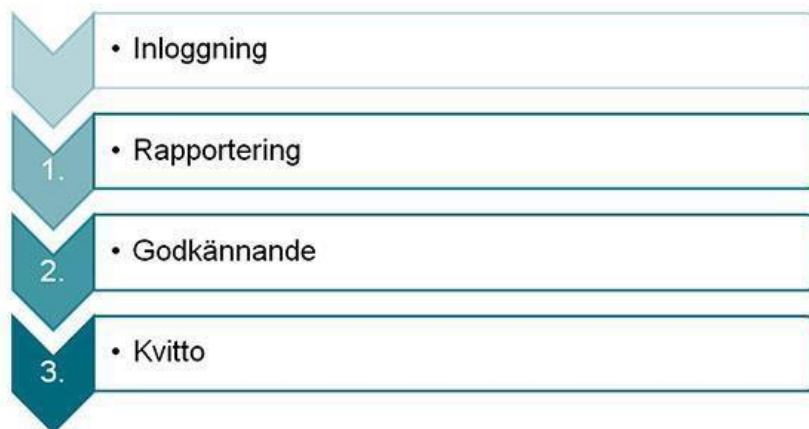 • Inloggning
1. • Rapportering
2. • Godkännande
3. • Kvitto